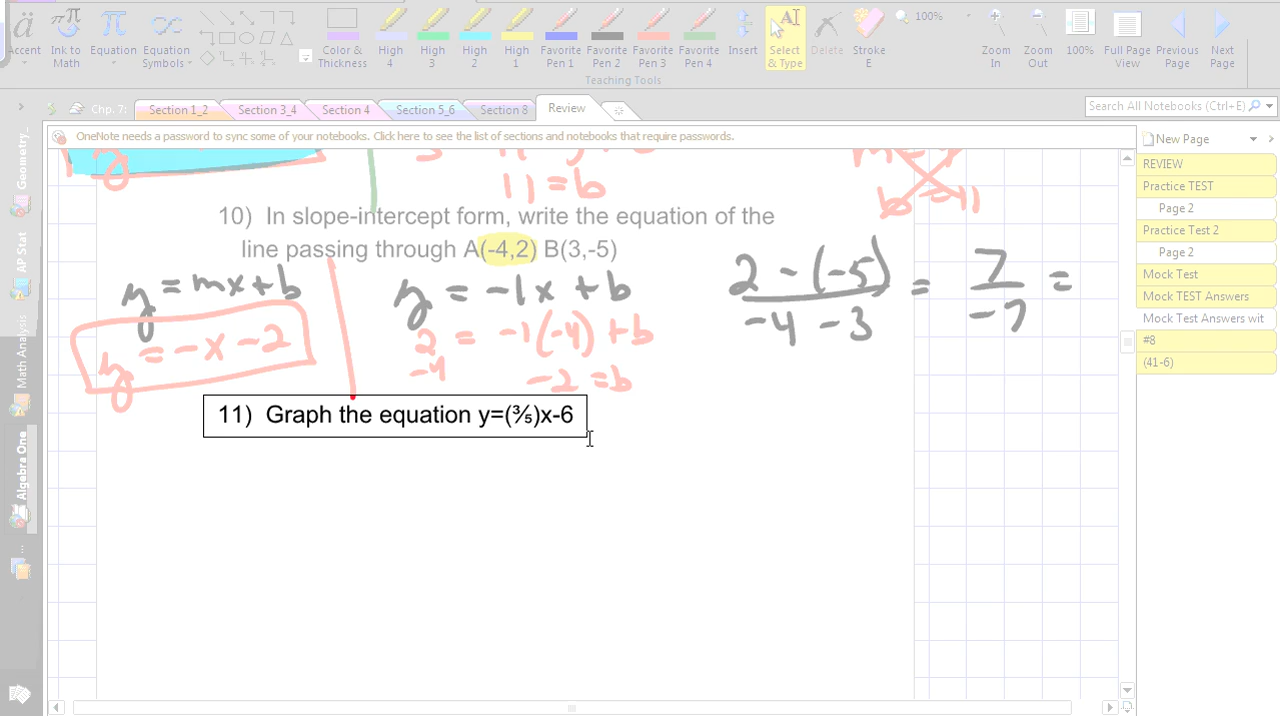 Accent
Ink to Math
Equation
Equation Symbols
Color & Thickness
High 4
High 3
High 2
High 1
Favorite Pen 1
Favorite Pen 2
Favorite Pen 3
Favorite Pen 4
Insert
Select & Type
Delete
Stroke E
100%
Zoom In
Zoom Out
100%
Full Page View
Previous Page
Next Page
Teaching Tools
Chp. 7:
Section 1_2
Section 3_4
Section 4
Section 5_6
Section 8
Review
Search All Notebooks (Ctrl+E)
OneNote needs a password to sync some of your notebooks. Click here to see the list of sections and notebooks that require passwords.
New Page
REVIEW
Practice TEST
Page 2
Practice Test 2
Page 2
Mock Test
Mock TEST Answers
Mock Test Answers wit
#8
(41-6)
Geometry...
AP Stat
Math Analysis
Algebra One
11 = b
10) In slope-intercept form, write the equation of the
line passing through A(-4,2) B(3,-5)
y = mx + b
y = -x - 2
y = -1x + b
2 = -1(-4) + b
-4
-2 = b
2 - (-5) / -4 - 3 = 7 / -7 =
11) Graph the equation y=(⅗)x-6